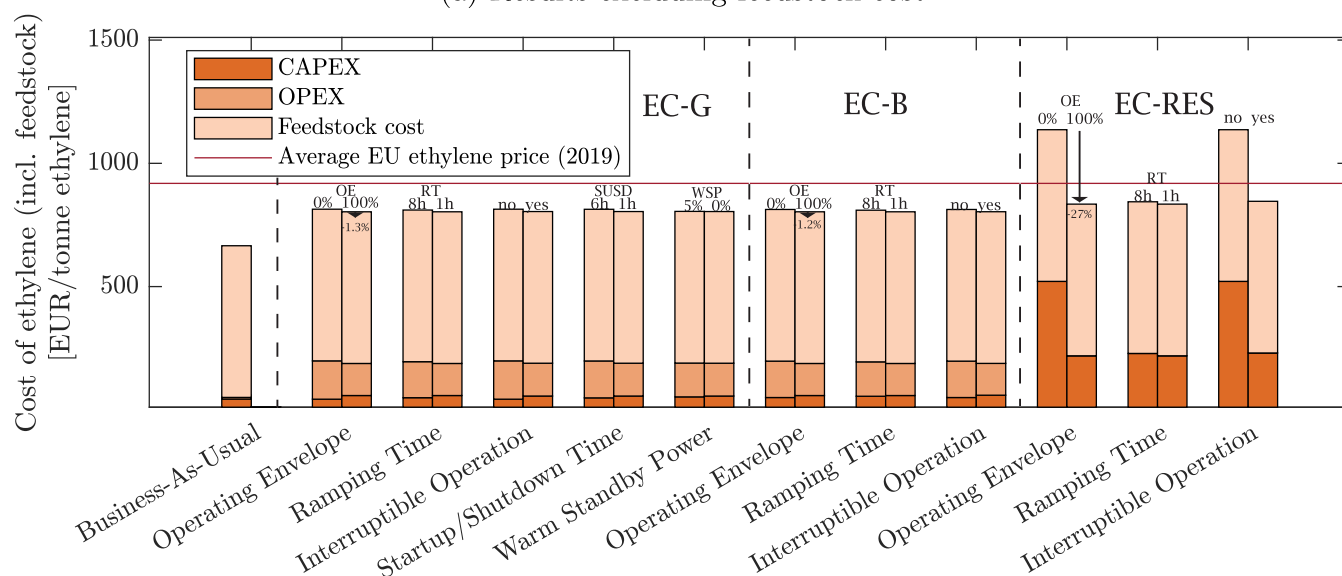 (a) Results excluding feedstock cost
Cost of ethylene (incl. feedstock)
[EUR/tonne ethylene]
1500
1000
500
CAPEX
OPEX
Feedstock cost
Average EU ethylene price (2019)
EC-G
EC-B
EC-RES
OE
0% 100%
-1.3%
RT
8h 1h
no yes
SUSD
6h 1h
WSP
5% 0%
OE
0% 100%
-1.2%
RT
8h 1h
no yes
OE
0% 100%
-27%
RT
8h 1h
no yes
Business-As-Usual
Operating Envelope
Ramping Time
Interruptible Operation
Startup/Shutdown Time
Warm Standby Power
Operating Envelope
Ramping Time
Interruptible Operation
Operating Envelope
Ramping Time
Interruptible Operation